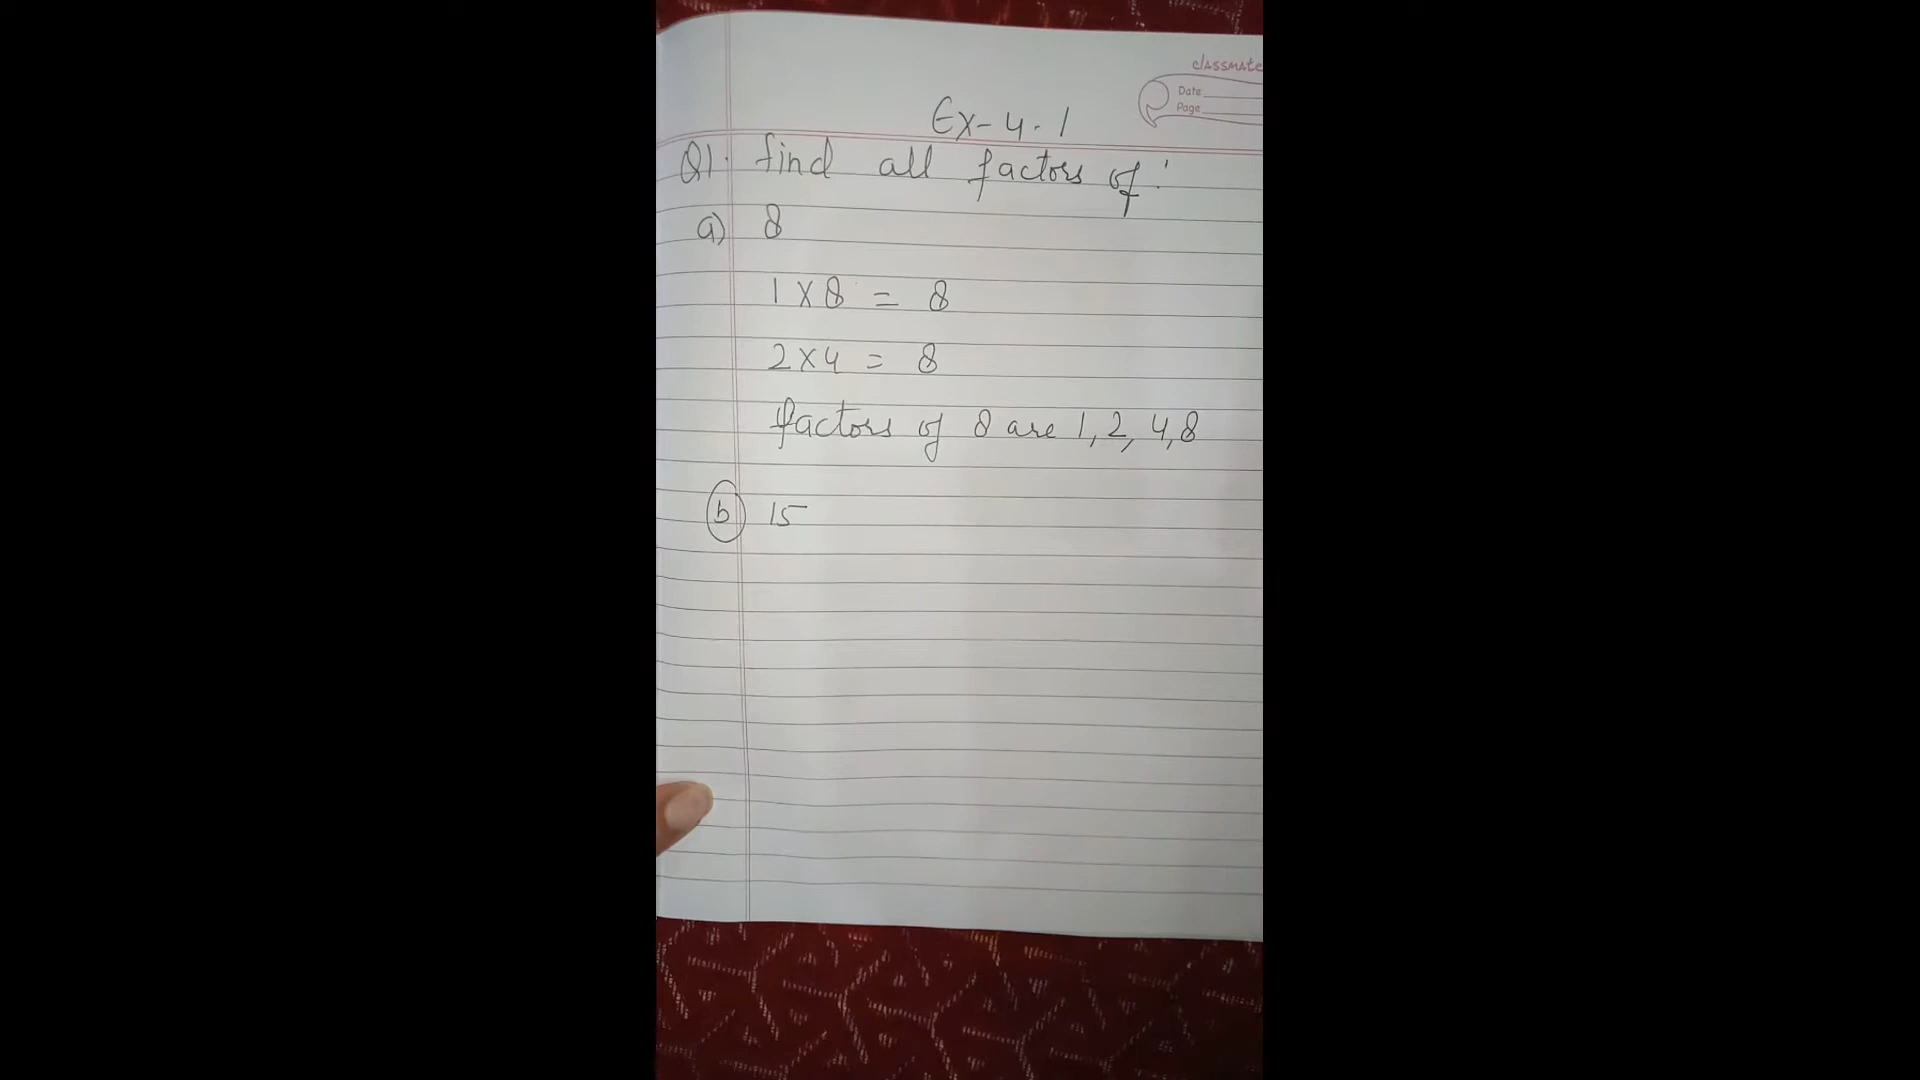 classmate
Date
Page
Ex-4.1
Q1. find all factors of:
a) 8
1 X 8 = 8
2 X 4 = 8
factors of 8 are 1, 2, 4, 8
b 15